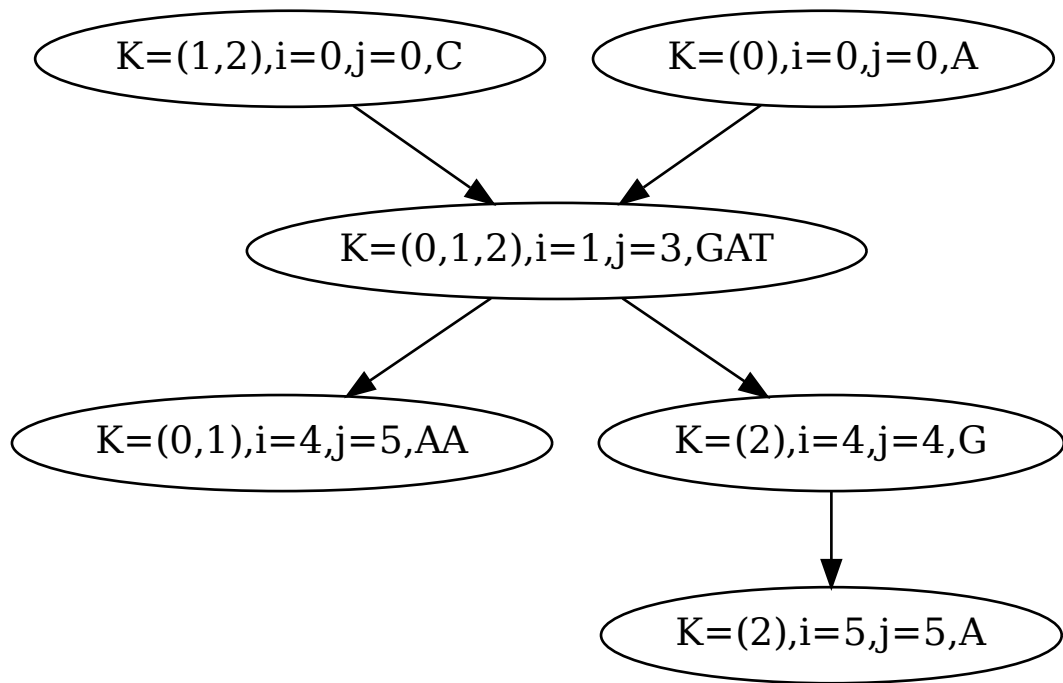 K=(1,2),i=0,j=0,C
K=(0),i=0,j=0,A
K=(0,1,2),i=1,j=3,GAT
K=(0,1),i=4,j=5,AA
K=(2),i=4,j=4,G
K=(2),i=5,j=5,A